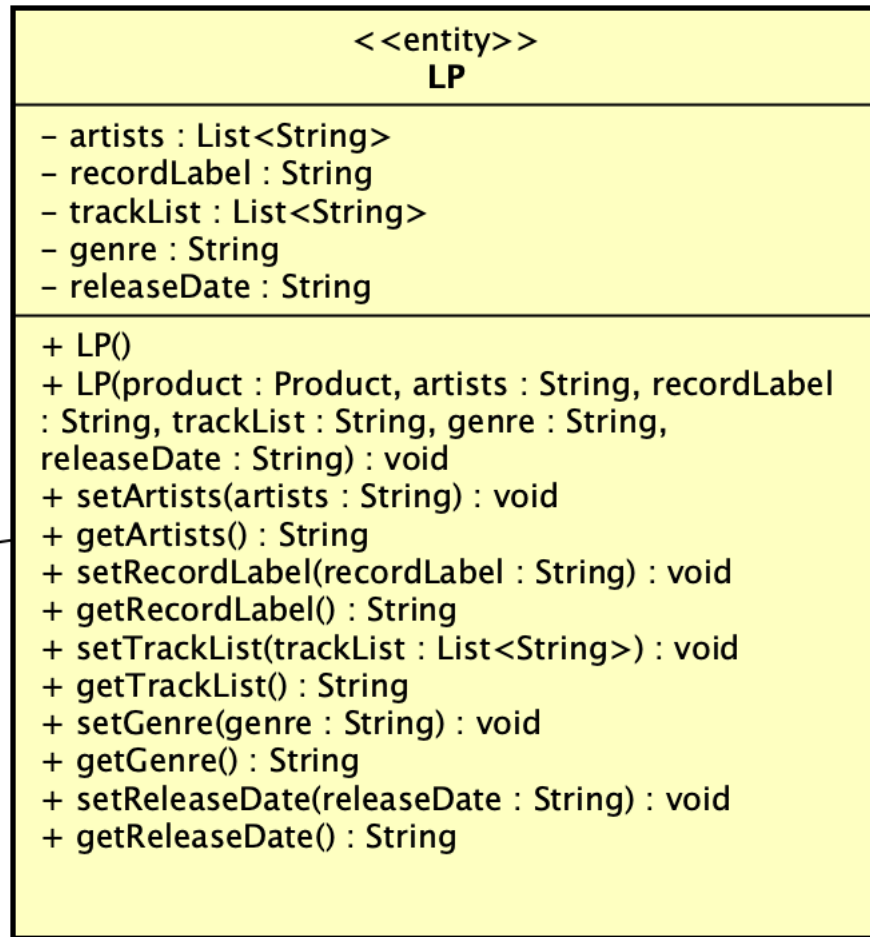 <<entity>>
LP
– artists : List<String>
– recordLabel : String
– trackList : List<String>
– genre : String
– releaseDate : String
+ LP()
+ LP(product : Product, artists : String, recordLabel
: String, trackList : String, genre : String,
releaseDate : String) : void
+ setArtists(artists : String) : void
+ getArtists() : String
+ setRecordLabel(recordLabel : String) : void
+ getRecordLabel() : String
+ setTrackList(trackList : List<String>) : void
+ getTrackList() : String
+ setGenre(genre : String) : void
+ getGenre() : String
+ setReleaseDate(releaseDate : String) : void
+ getReleaseDate() : String